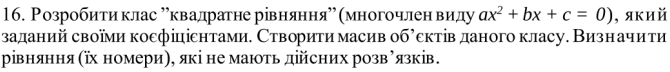 16. Розробити клас ”квадратне рівняння” (многочлен виду ax² + bx + c = 0), який
заданий своїми коєфіцієнтами. Створити масив об’єктів даного класу. Визначити
рівняння (їх номери), які не мають дійсних розв’язків.